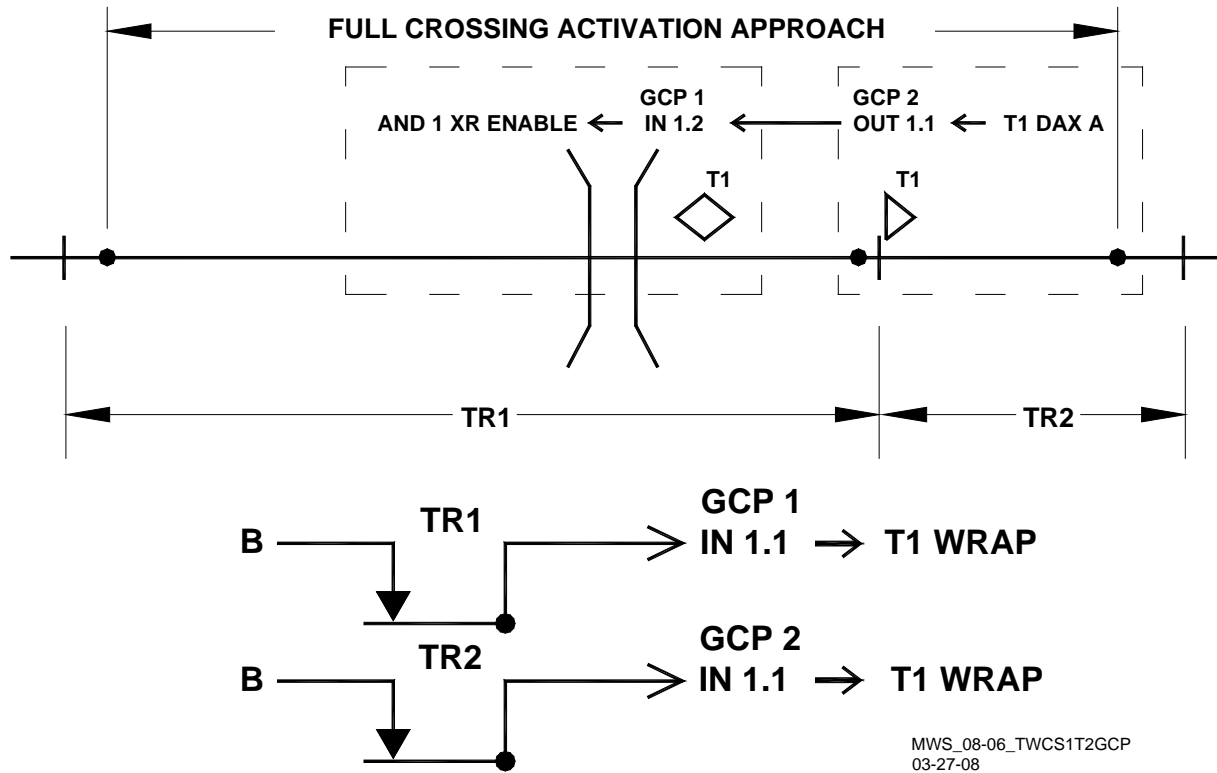 FULL CROSSING ACTIVATION APPROACH
GCP 1
GCP 2
AND 1 XR ENABLE
IN 1.2
OUT 1.1
T1 DAX A
T1
T1
TR1
TR2
TR1
GCP 1
B
IN 1.1
T1 WRAP
TR2
GCP 2
B
IN 1.1
T1 WRAP
MWS_08-06_TWCS1T2GCP
03-27-08